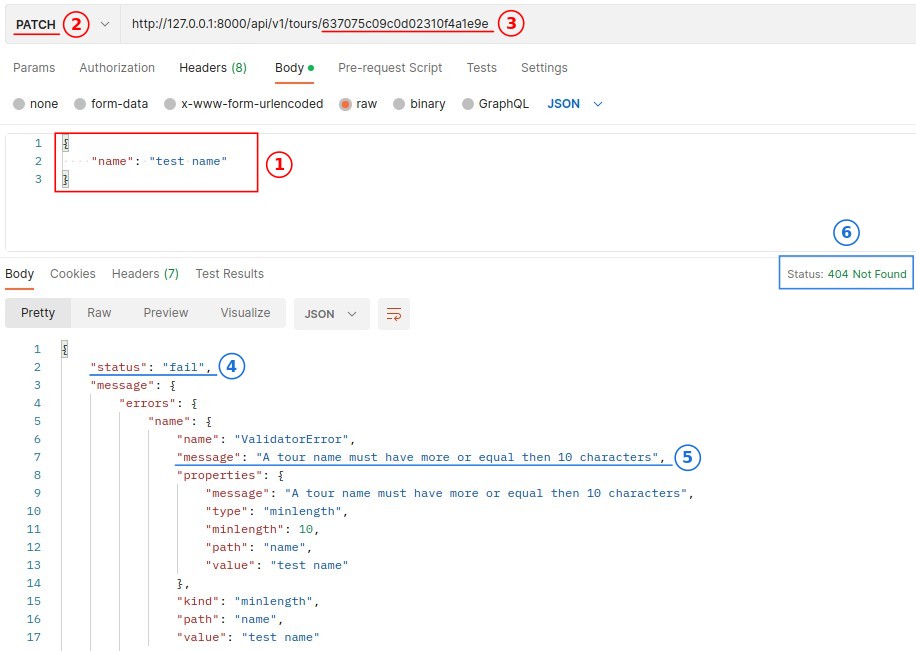 PATCH 2 http://127.0.0.1:8000/api/v1/tours/637075c09c0d02310f4a1e9e 3
Params Authorization Headers (8) Body Pre-request Script Tests Settings
none form-data x-www-form-urlencoded raw binary GraphQL JSON
1 {
2 "name": "test name"
3 }
1
6
Body Cookies Headers (7) Test Results Status: 404 Not Found
Pretty Raw Preview Visualize JSON
1 {
2 "status": "fail", 4
3 "message": {
4 "errors": {
5 "name": {
6 "name": "ValidatorError",
7 "message": "A tour name must have more or equal then 10 characters", 5
8 "properties": {
9 "message": "A tour name must have more or equal then 10 characters",
10 "type": "minlength",
11 "minlength": 10,
12 "path": "name",
13 "value": "test name"
14 },
15 "kind": "minlength",
16 "path": "name",
17 "value": "test name"